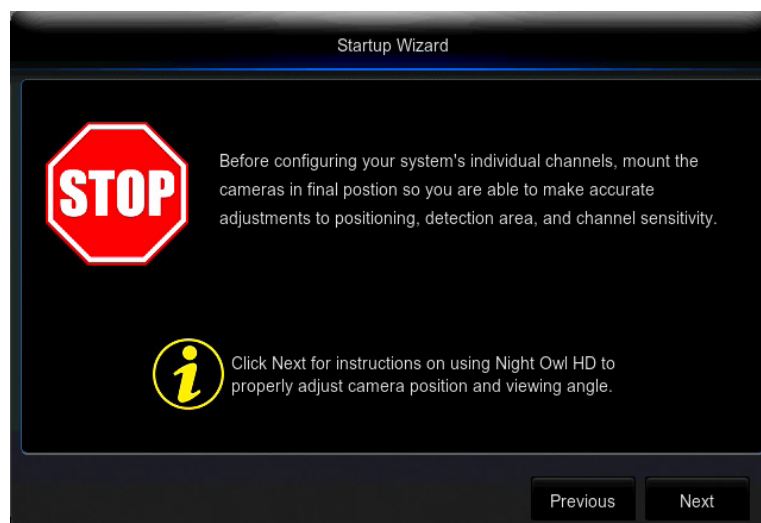 Startup Wizard
STOP
Before configuring your system's individual channels, mount the
cameras in final postion so you are able to make accurate
adjustments to positioning, detection area, and channel sensitivity.
i
Click Next for instructions on using Night Owl HD to
properly adjust camera position and viewing angle.
Previous
Next